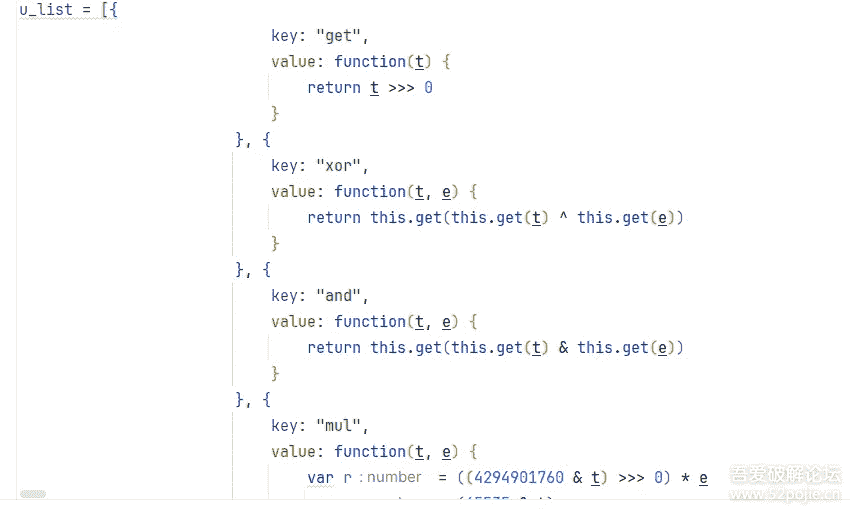 u_list = [{
key: "get",
value: function(t) {
return t >>> 0
}
}, {
key: "xor",
value: function(t, e) {
return this.get(this.get(t) ^ this.get(e))
}
}, {
key: "and",
value: function(t, e) {
return this.get(this.get(t) & this.get(e))
}
}, {
key: "mul",
value: function(t, e) {
var r : number = ((4294901760 & t) >>> 0) * e
吾爱破解论坛
www.52pojie.cn